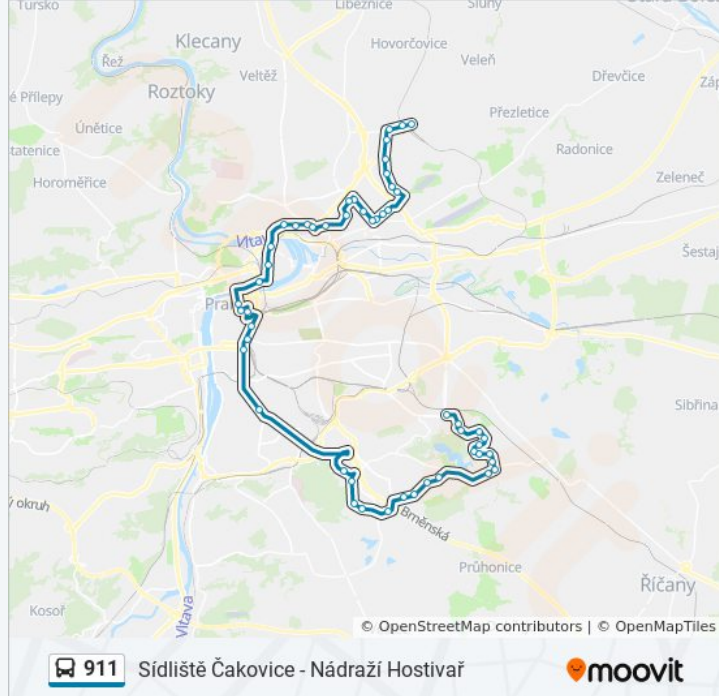 Tursko
Líbeznice
Sluhy
Klecany
Hovorčovice
Řež
Veleň
Veltěž
Dřevčice
Roztoky
é Přílepy
Přezletice
Únětice
Radonice
tatenice
Zeleneč
Horoměřice
Vltava
Šestaj
Pra
Sibřina
ý okruh
Brněnská
Průhonice
Říčany
Kosoř
Vltava
© OpenStreetMap contributors | © OpenMapTiles
911 Sídliště Čakovice - Nádraží Hostivař moovit